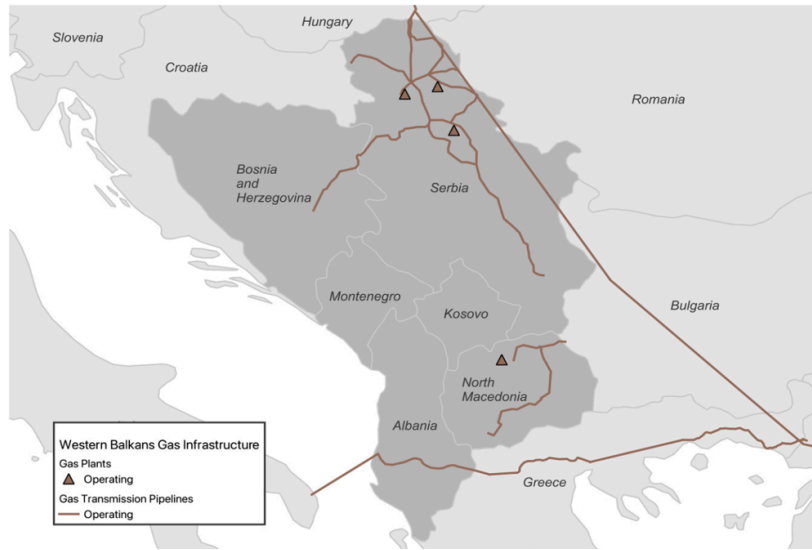 Hungary
Slovenia
Croatia
Romania
Bosnia
and
Herzegovina
Serbia
Montenegro
Kosovo
Bulgaria
North
Macedonia
Albania
Greece
Western Balkans Gas Infrastructure
Gas Plants
Operating
Gas Transmission Pipelines
Operating